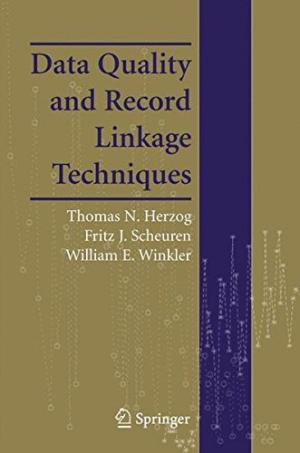 Data Quality
and Record
Linkage
Techniques
Thomas N. Herzog
Fritz J. Scheuren
William E. Winkler
Springer